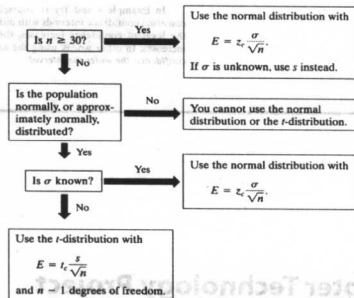 Is n ≥ 30?
Yes
Use the normal distribution with
E = z_c σ/√n.
If σ is unknown, use s instead.
No
Is the population
normally, or approx-
imately normally,
distributed?
No
You cannot use the normal
distribution or the t-distribution.
Yes
Is σ known?
Yes
Use the normal distribution with
E = z_c σ/√n.
No
Use the t-distribution with
E = t_c s/√n
and n − 1 degrees of freedom.